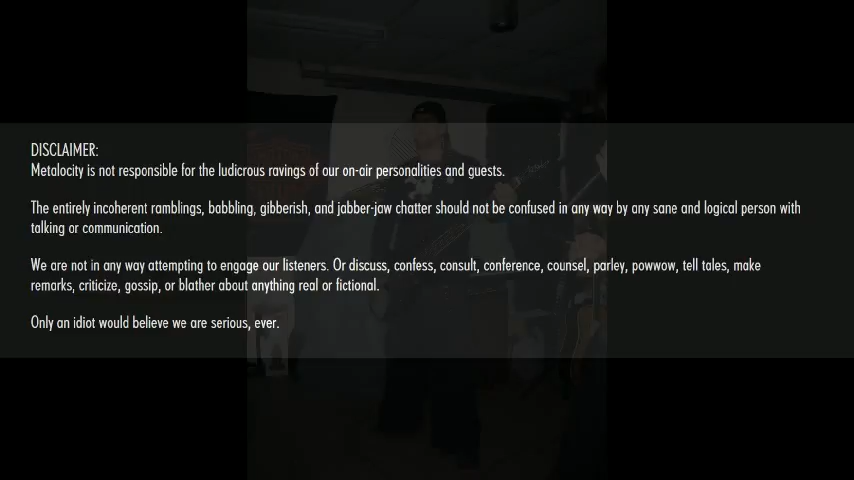 DISCLAIMER:
Metalocity is not responsible for the ludicrous ravings of our on-air personalities and guests.
The entirely incoherent ramblings, babbling, gibberish, and jabber-jaw chatter should not be confused in any way by any sane and logical person with
talking or communication.
We are not in any way attempting to engage our listeners. Or discuss, confess, consult, conference, counsel, parley, powwow, tell tales, make
remarks, criticize, gossip, or blather about anything real or fictional.
Only an idiot would believe we are serious, ever.